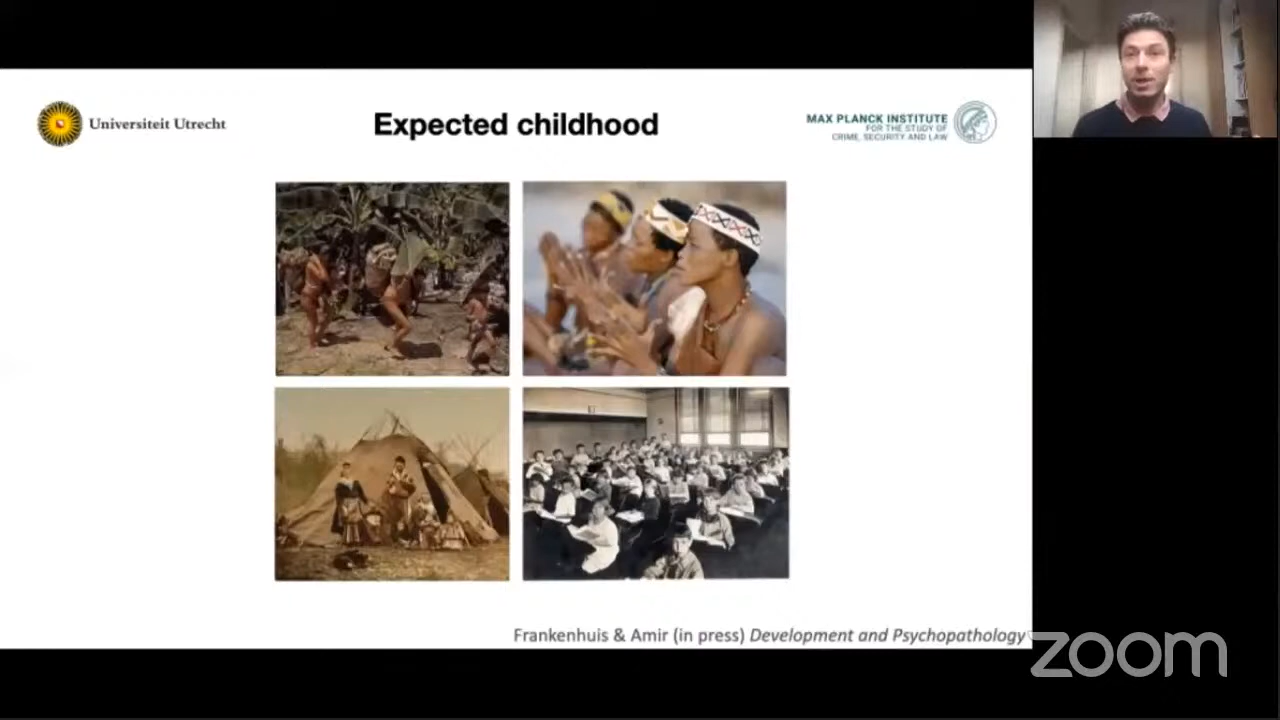 Universiteit Utrecht
Expected childhood
MAX PLANCK INSTITUTE
FOR THE STUDY OF
CRIME, SECURITY AND LAW
Frankenhuis & Amir (in press) Development and Psychopathology
zoom